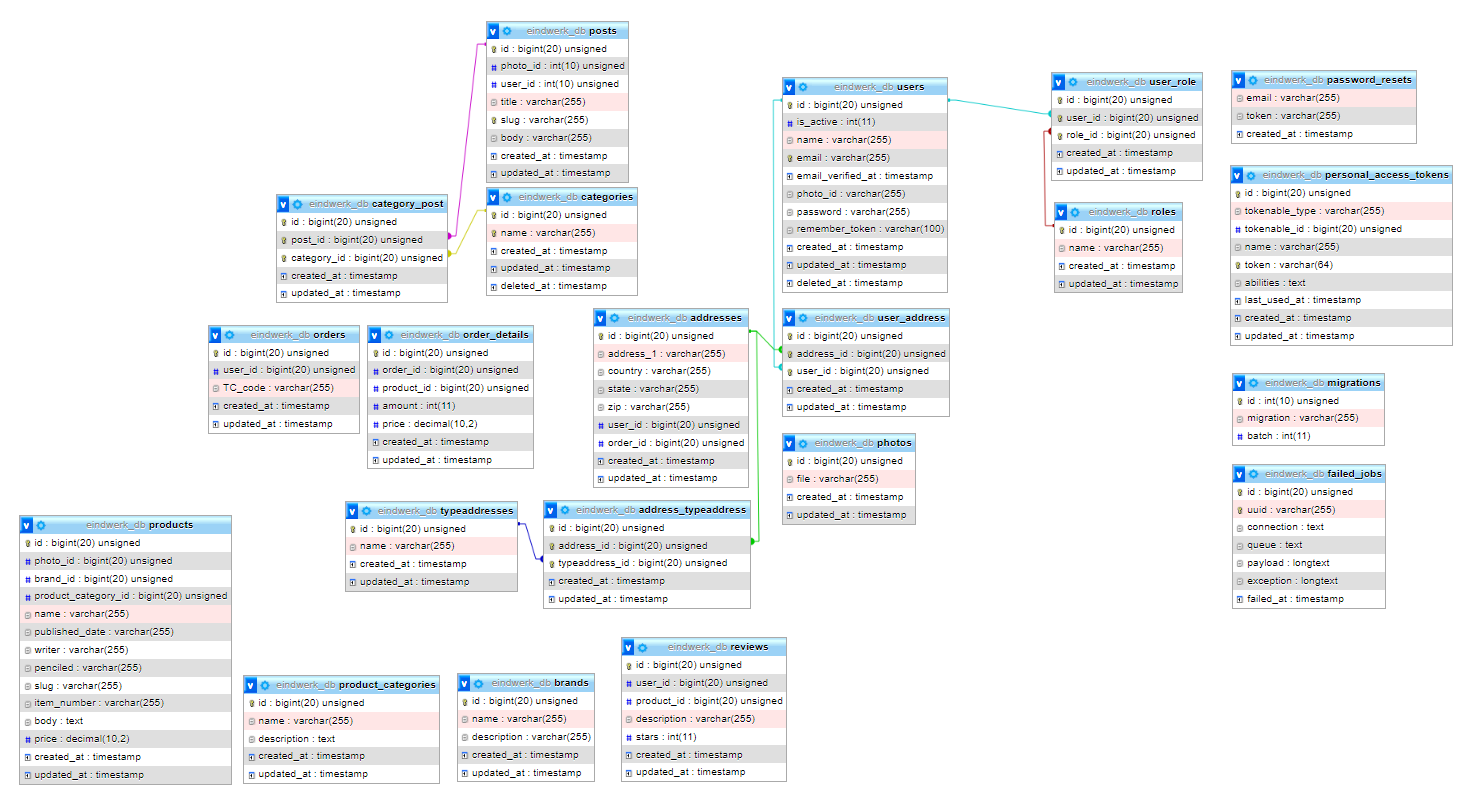 eindwerk_db posts
id : bigint(20) unsigned
photo_id : int(10) unsigned
user_id : int(10) unsigned
title : varchar(255)
slug : varchar(255)
body : varchar(255)
created_at : timestamp
updated_at : timestamp
eindwerk_db users
id : bigint(20) unsigned
is_active : int(11)
name : varchar(255)
email : varchar(255)
email_verified_at : timestamp
photo_id : varchar(255)
password : varchar(255)
remember_token : varchar(100)
created_at : timestamp
updated_at : timestamp
deleted_at : timestamp
eindwerk_db user_role
id : bigint(20) unsigned
user_id : bigint(20) unsigned
role_id : bigint(20) unsigned
created_at : timestamp
updated_at : timestamp
eindwerk_db password_resets
email : varchar(255)
token : varchar(255)
created_at : timestamp
eindwerk_db personal_access_tokens
id : bigint(20) unsigned
tokenable_type : varchar(255)
tokenable_id : bigint(20) unsigned
name : varchar(255)
token : varchar(64)
abilities : text
last_used_at : timestamp
created_at : timestamp
updated_at : timestamp
eindwerk_db category_post
id : bigint(20) unsigned
post_id : bigint(20) unsigned
category_id : bigint(20) unsigned
created_at : timestamp
updated_at : timestamp
eindwerk_db categories
id : bigint(20) unsigned
name : varchar(255)
created_at : timestamp
updated_at : timestamp
deleted_at : timestamp
eindwerk_db roles
id : bigint(20) unsigned
name : varchar(255)
created_at : timestamp
updated_at : timestamp
eindwerk_db orders
id : bigint(20) unsigned
user_id : bigint(20) unsigned
TC_code : varchar(255)
created_at : timestamp
updated_at : timestamp
eindwerk_db order_details
id : bigint(20) unsigned
order_id : bigint(20) unsigned
product_id : bigint(20) unsigned
amount : int(11)
price : decimal(10,2)
created_at : timestamp
updated_at : timestamp
eindwerk_db addresses
id : bigint(20) unsigned
address_1 : varchar(255)
country : varchar(255)
state : varchar(255)
zip : varchar(255)
user_id : bigint(20) unsigned
order_id : bigint(20) unsigned
created_at : timestamp
updated_at : timestamp
eindwerk_db user_address
id : bigint(20) unsigned
address_id : bigint(20) unsigned
user_id : bigint(20) unsigned
created_at : timestamp
updated_at : timestamp
eindwerk_db migrations
id : int(10) unsigned
migration : varchar(255)
batch : int(11)
eindwerk_db photos
id : bigint(20) unsigned
file : varchar(255)
created_at : timestamp
updated_at : timestamp
eindwerk_db failed_jobs
id : bigint(20) unsigned
uuid : varchar(255)
connection : text
queue : text
payload : longtext
exception : longtext
failed_at : timestamp
eindwerk_db typeaddresses
id : bigint(20) unsigned
name : varchar(255)
created_at : timestamp
updated_at : timestamp
eindwerk_db address_typeaddress
id : bigint(20) unsigned
address_id : bigint(20) unsigned
typeaddress_id : bigint(20) unsigned
created_at : timestamp
updated_at : timestamp
eindwerk_db products
id : bigint(20) unsigned
photo_id : bigint(20) unsigned
brand_id : bigint(20) unsigned
product_category_id : bigint(20) unsigned
name : varchar(255)
published_date : varchar(255)
writer : varchar(255)
penciled : varchar(255)
slug : varchar(255)
item_number : varchar(255)
body : text
price : decimal(10,2)
created_at : timestamp
updated_at : timestamp
eindwerk_db product_categories
id : bigint(20) unsigned
name : varchar(255)
description : text
created_at : timestamp
updated_at : timestamp
eindwerk_db brands
id : bigint(20) unsigned
name : varchar(255)
description : varchar(255)
created_at : timestamp
updated_at : timestamp
eindwerk_db reviews
id : bigint(20) unsigned
user_id : bigint(20) unsigned
product_id : bigint(20) unsigned
description : varchar(255)
stars : int(11)
created_at : timestamp
updated_at : timestamp